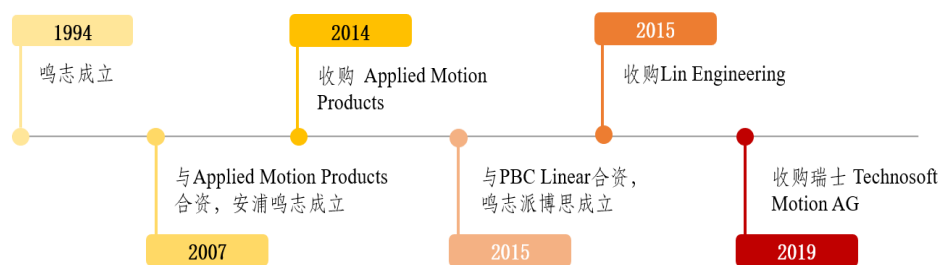 1994
鸣志成立
2007
与Applied Motion Products
合资，安浦鸣志成立
2014
收购 Applied Motion
Products
2015
与PBC Linear合资，
鸣志派博思成立
2015
收购Lin Engineering
2019
收购瑞士 Technosoft
Motion AG